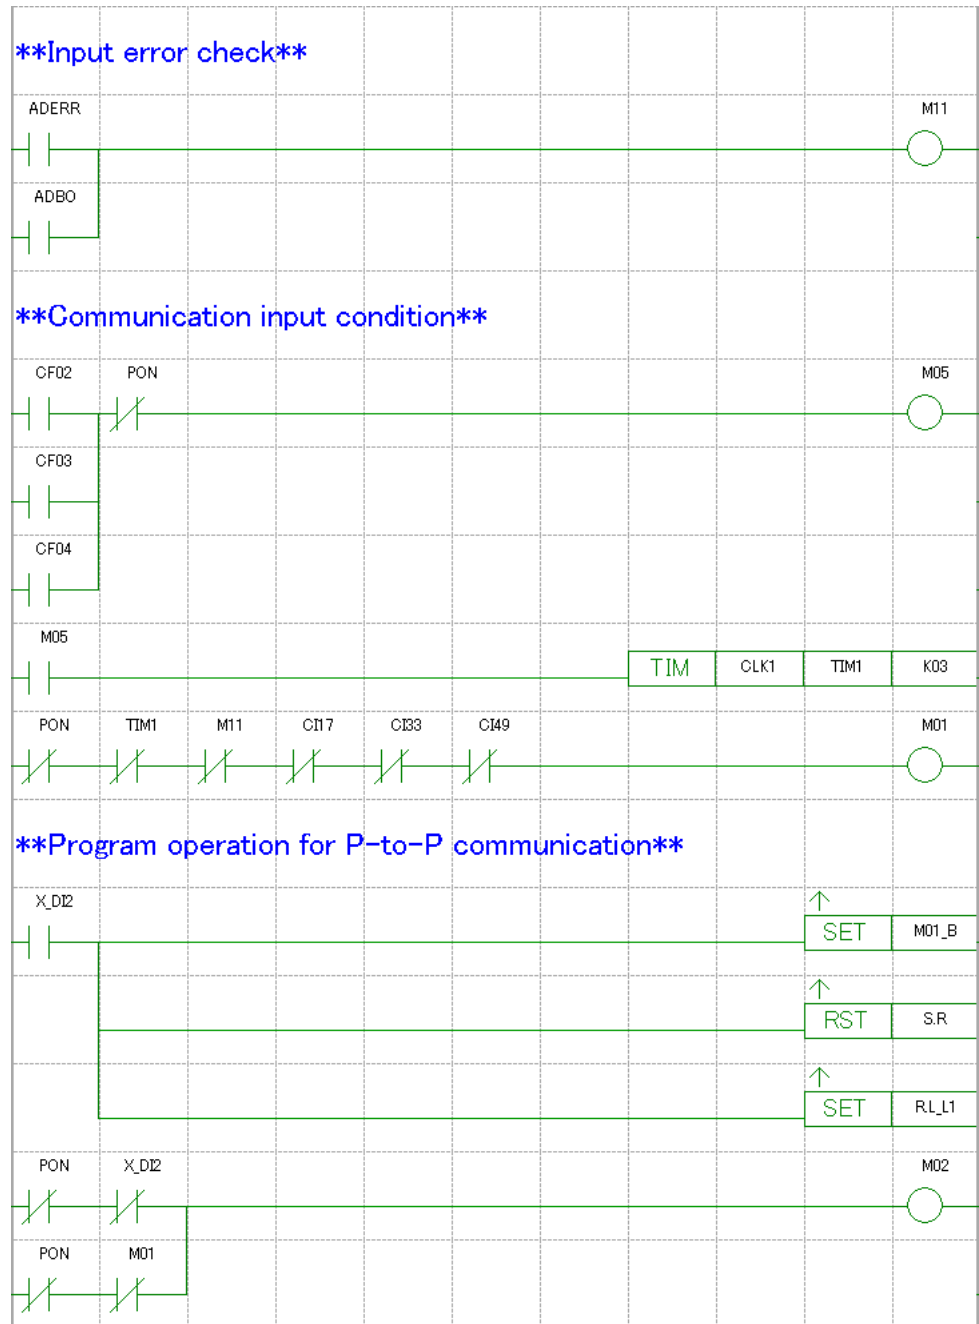 **Input error check**
ADERR M11
ADBO
**Communication input condition**
CF02 PON M05
CF03
CF04
M05
TIM CLK1 TIM1 K03
PON TIM1 M11 CI17 CI33 CI49 M01
**Program operation for P-to-P communication**
X_DI2
SET M01_B
RST S.R
SET R.L_L1
PON X_DI2 M02
PON M01